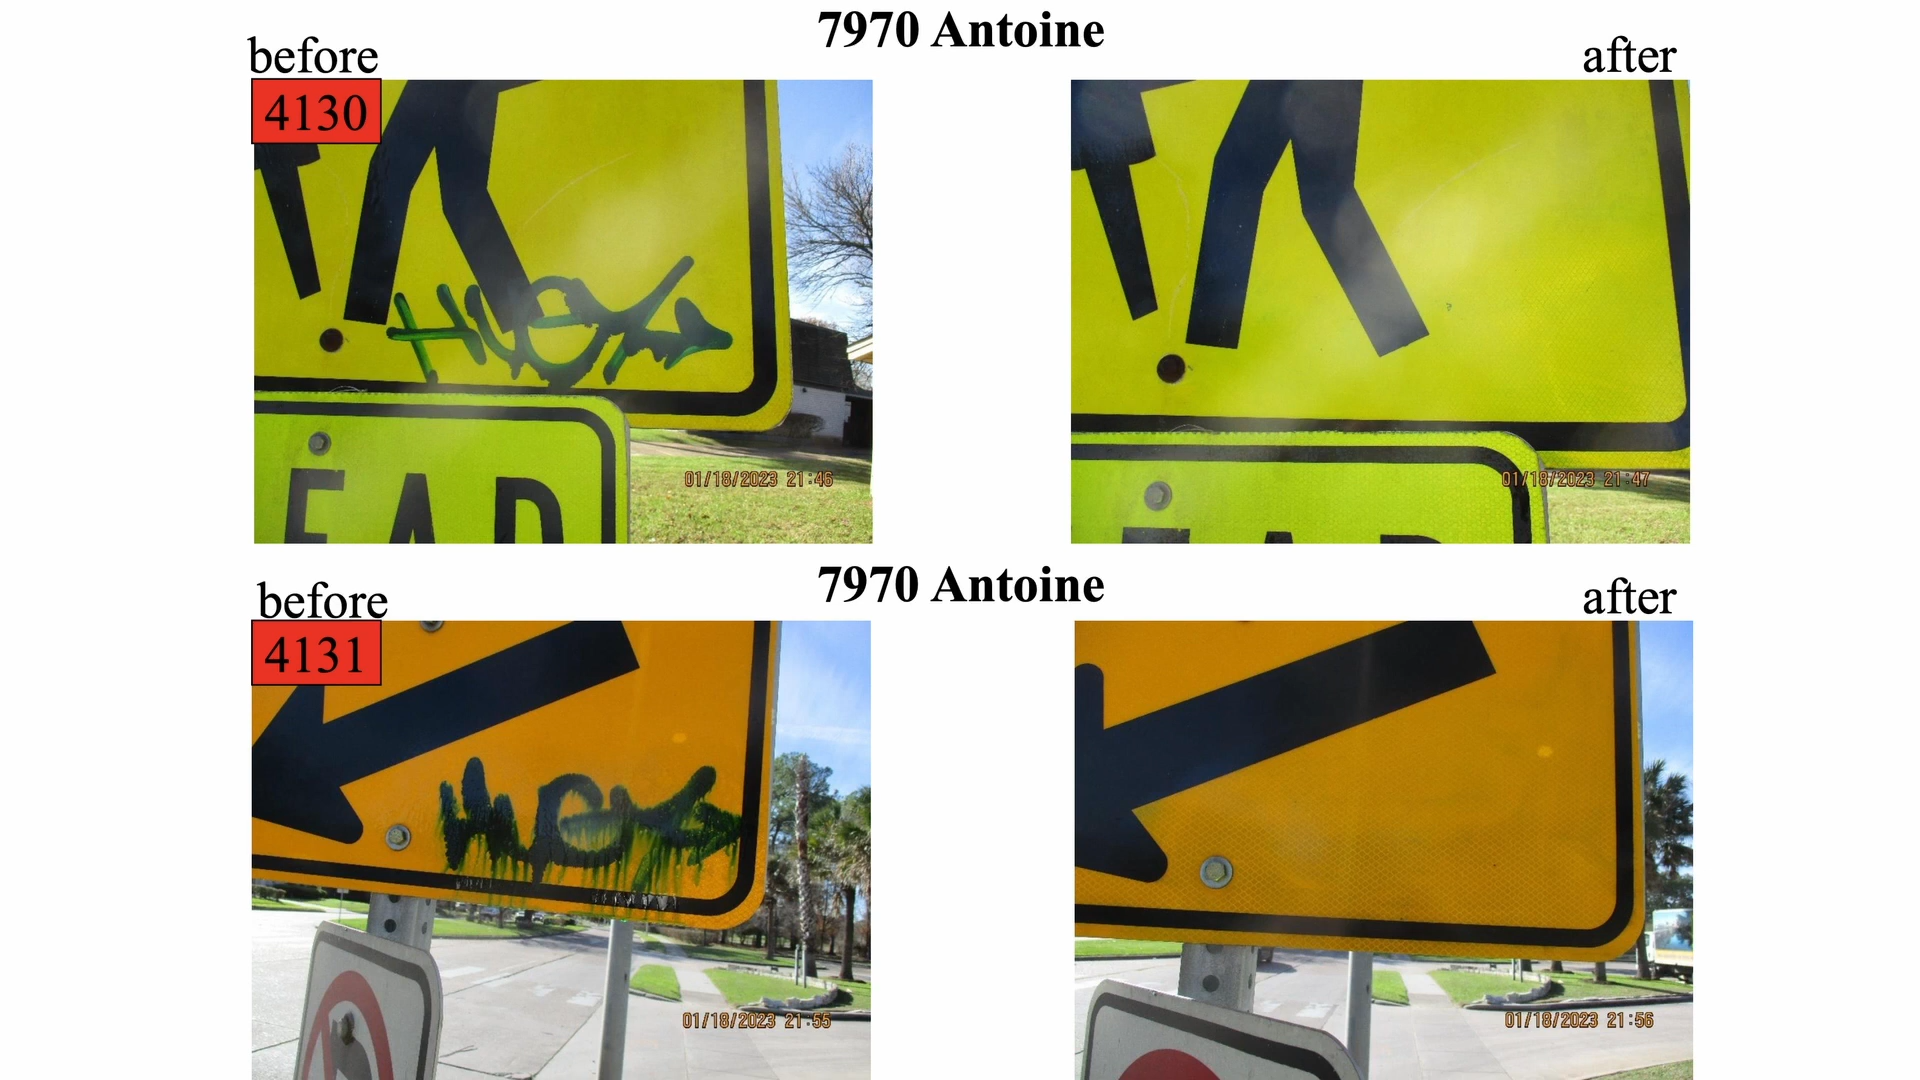 7970 Antoine
before
after
4130
EAD
01/18/2023 21:46
01/18/2023 21:47
7970 Antoine
before
after
4131
01/18/2023 21:55
01/18/2023 21:56